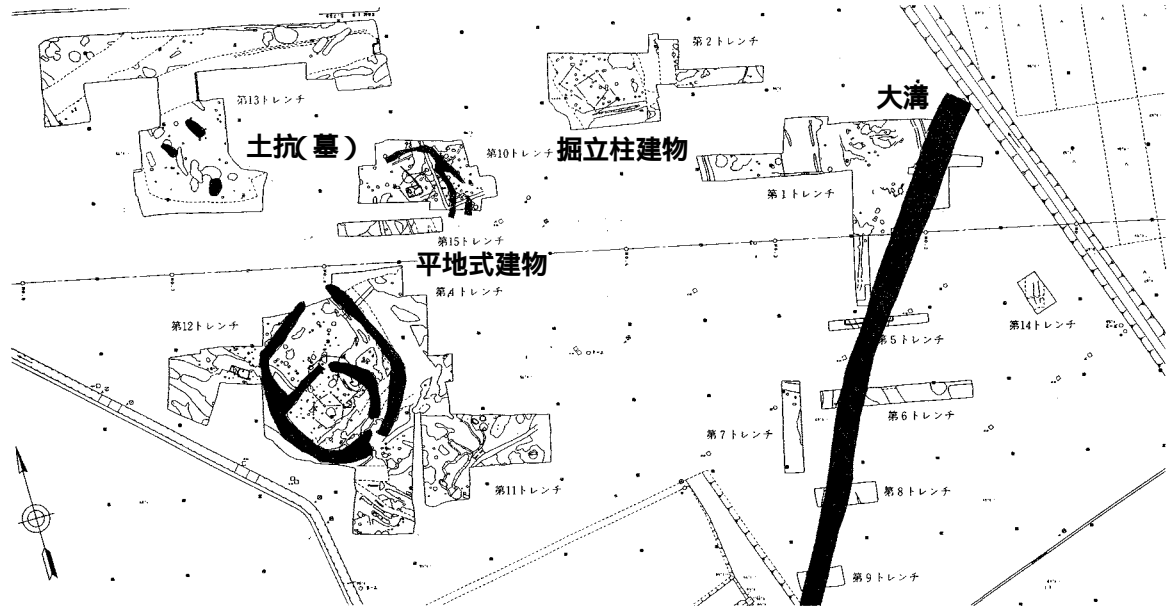 第2トレンチ
大溝
第13トレンチ
土抗(墓)
第10トレンチ
掘立柱建物
第1トレンチ
第15トレンチ
平地式建物
第4トレンチ
第12トレンチ
第14トレンチ
第5トレンチ
第6トレンチ
第7トレンチ
第11トレンチ
第8トレンチ
第9トレンチ